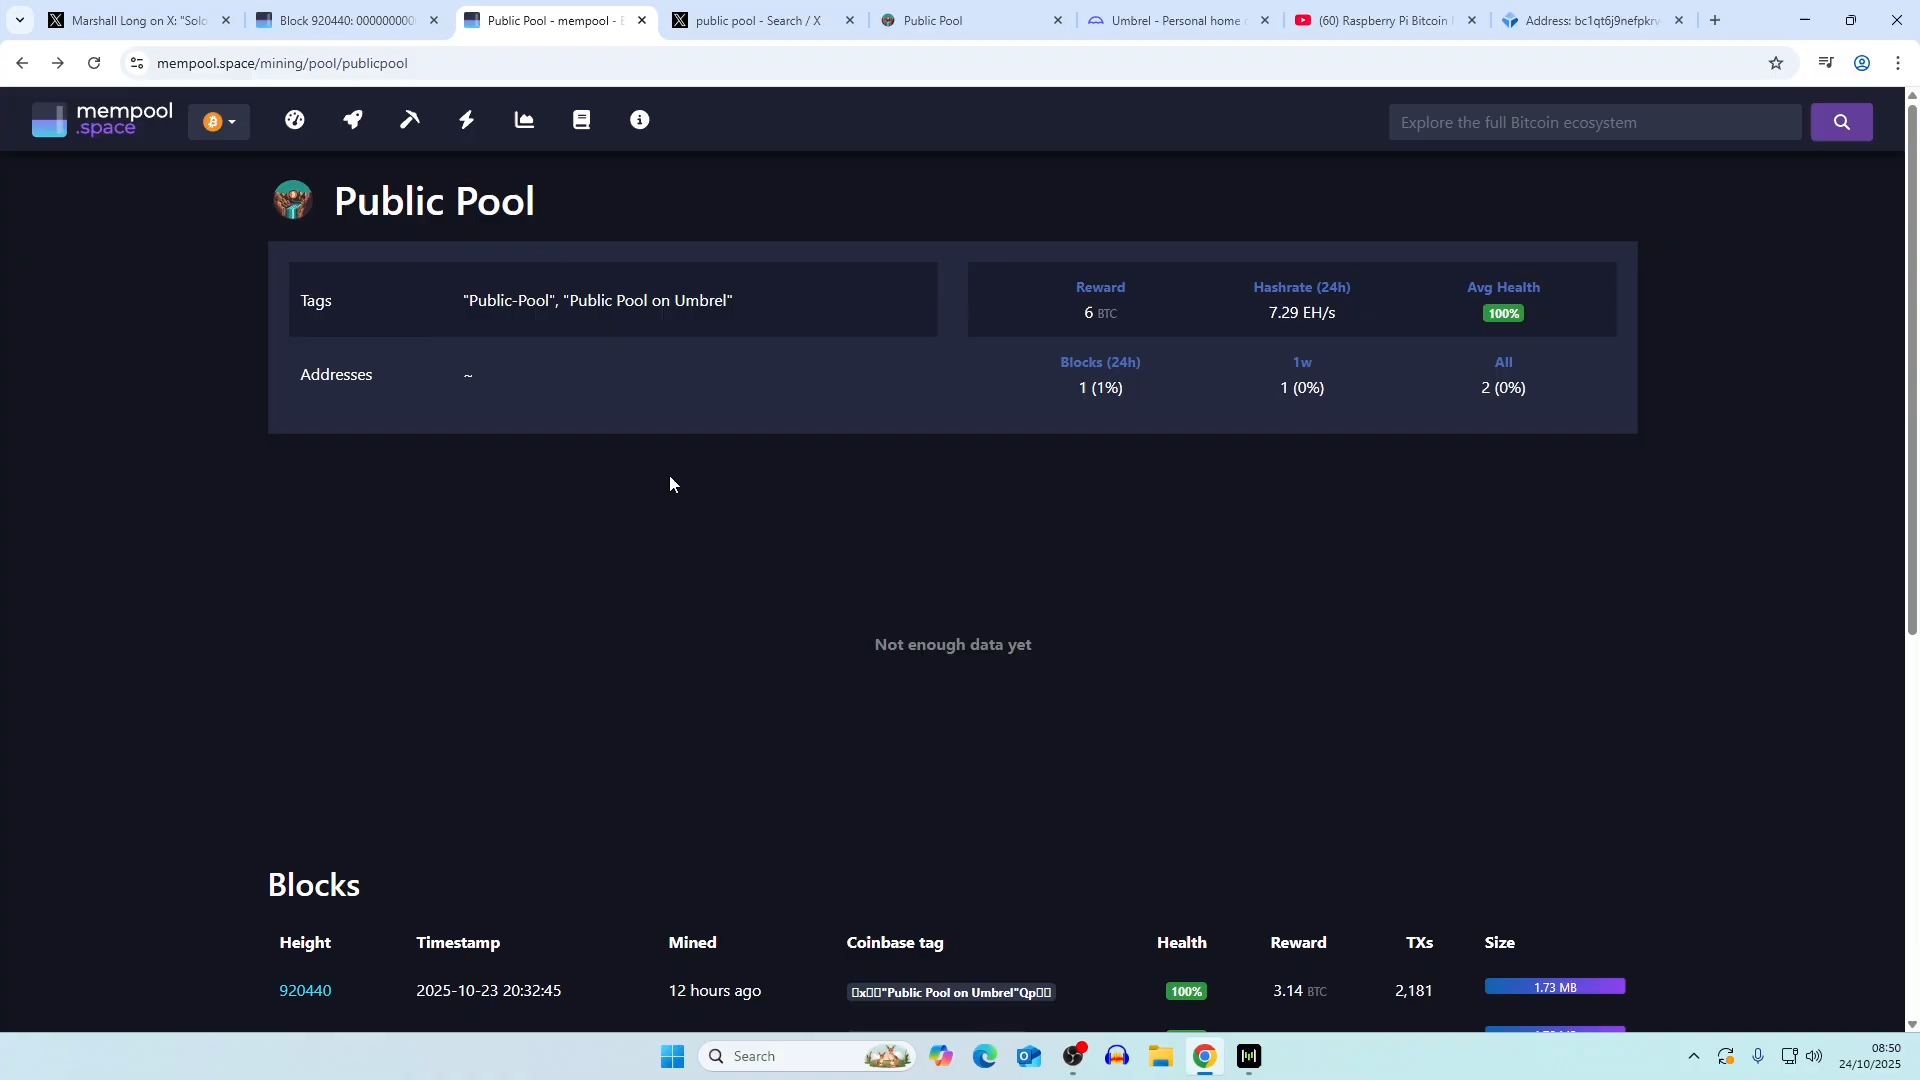 Marshall Long on X: "Solo
Block 920440: 0000000000
Public Pool - mempool - B
public pool - Search / X
Public Pool
Umbrel - Personal home c
(60) Raspberry Pi Bitcoin
Address: bc1qt6j9nefpkrv
mempool.space/mining/pool/publicpool
mempool
.space
Explore the full Bitcoin ecosystem
Public Pool
Tags "Public-Pool", "Public Pool on Umbrel"
Addresses ~
Reward Hashrate (24h) Avg Health
6 BTC 7.29 EH/s 100%
Blocks (24h) 1w All
1 (1%) 1 (0%) 2 (0%)
Not enough data yet
Blocks
Height Timestamp Mined Coinbase tag Health Reward TXs Size
920440 2025-10-23 20:32:45 12 hours ago ▯x▯▯"Public Pool on Umbrel"Qp▯▯ 100% 3.14 BTC 2,181 1.73 MB
Search
08:50
24/10/2025